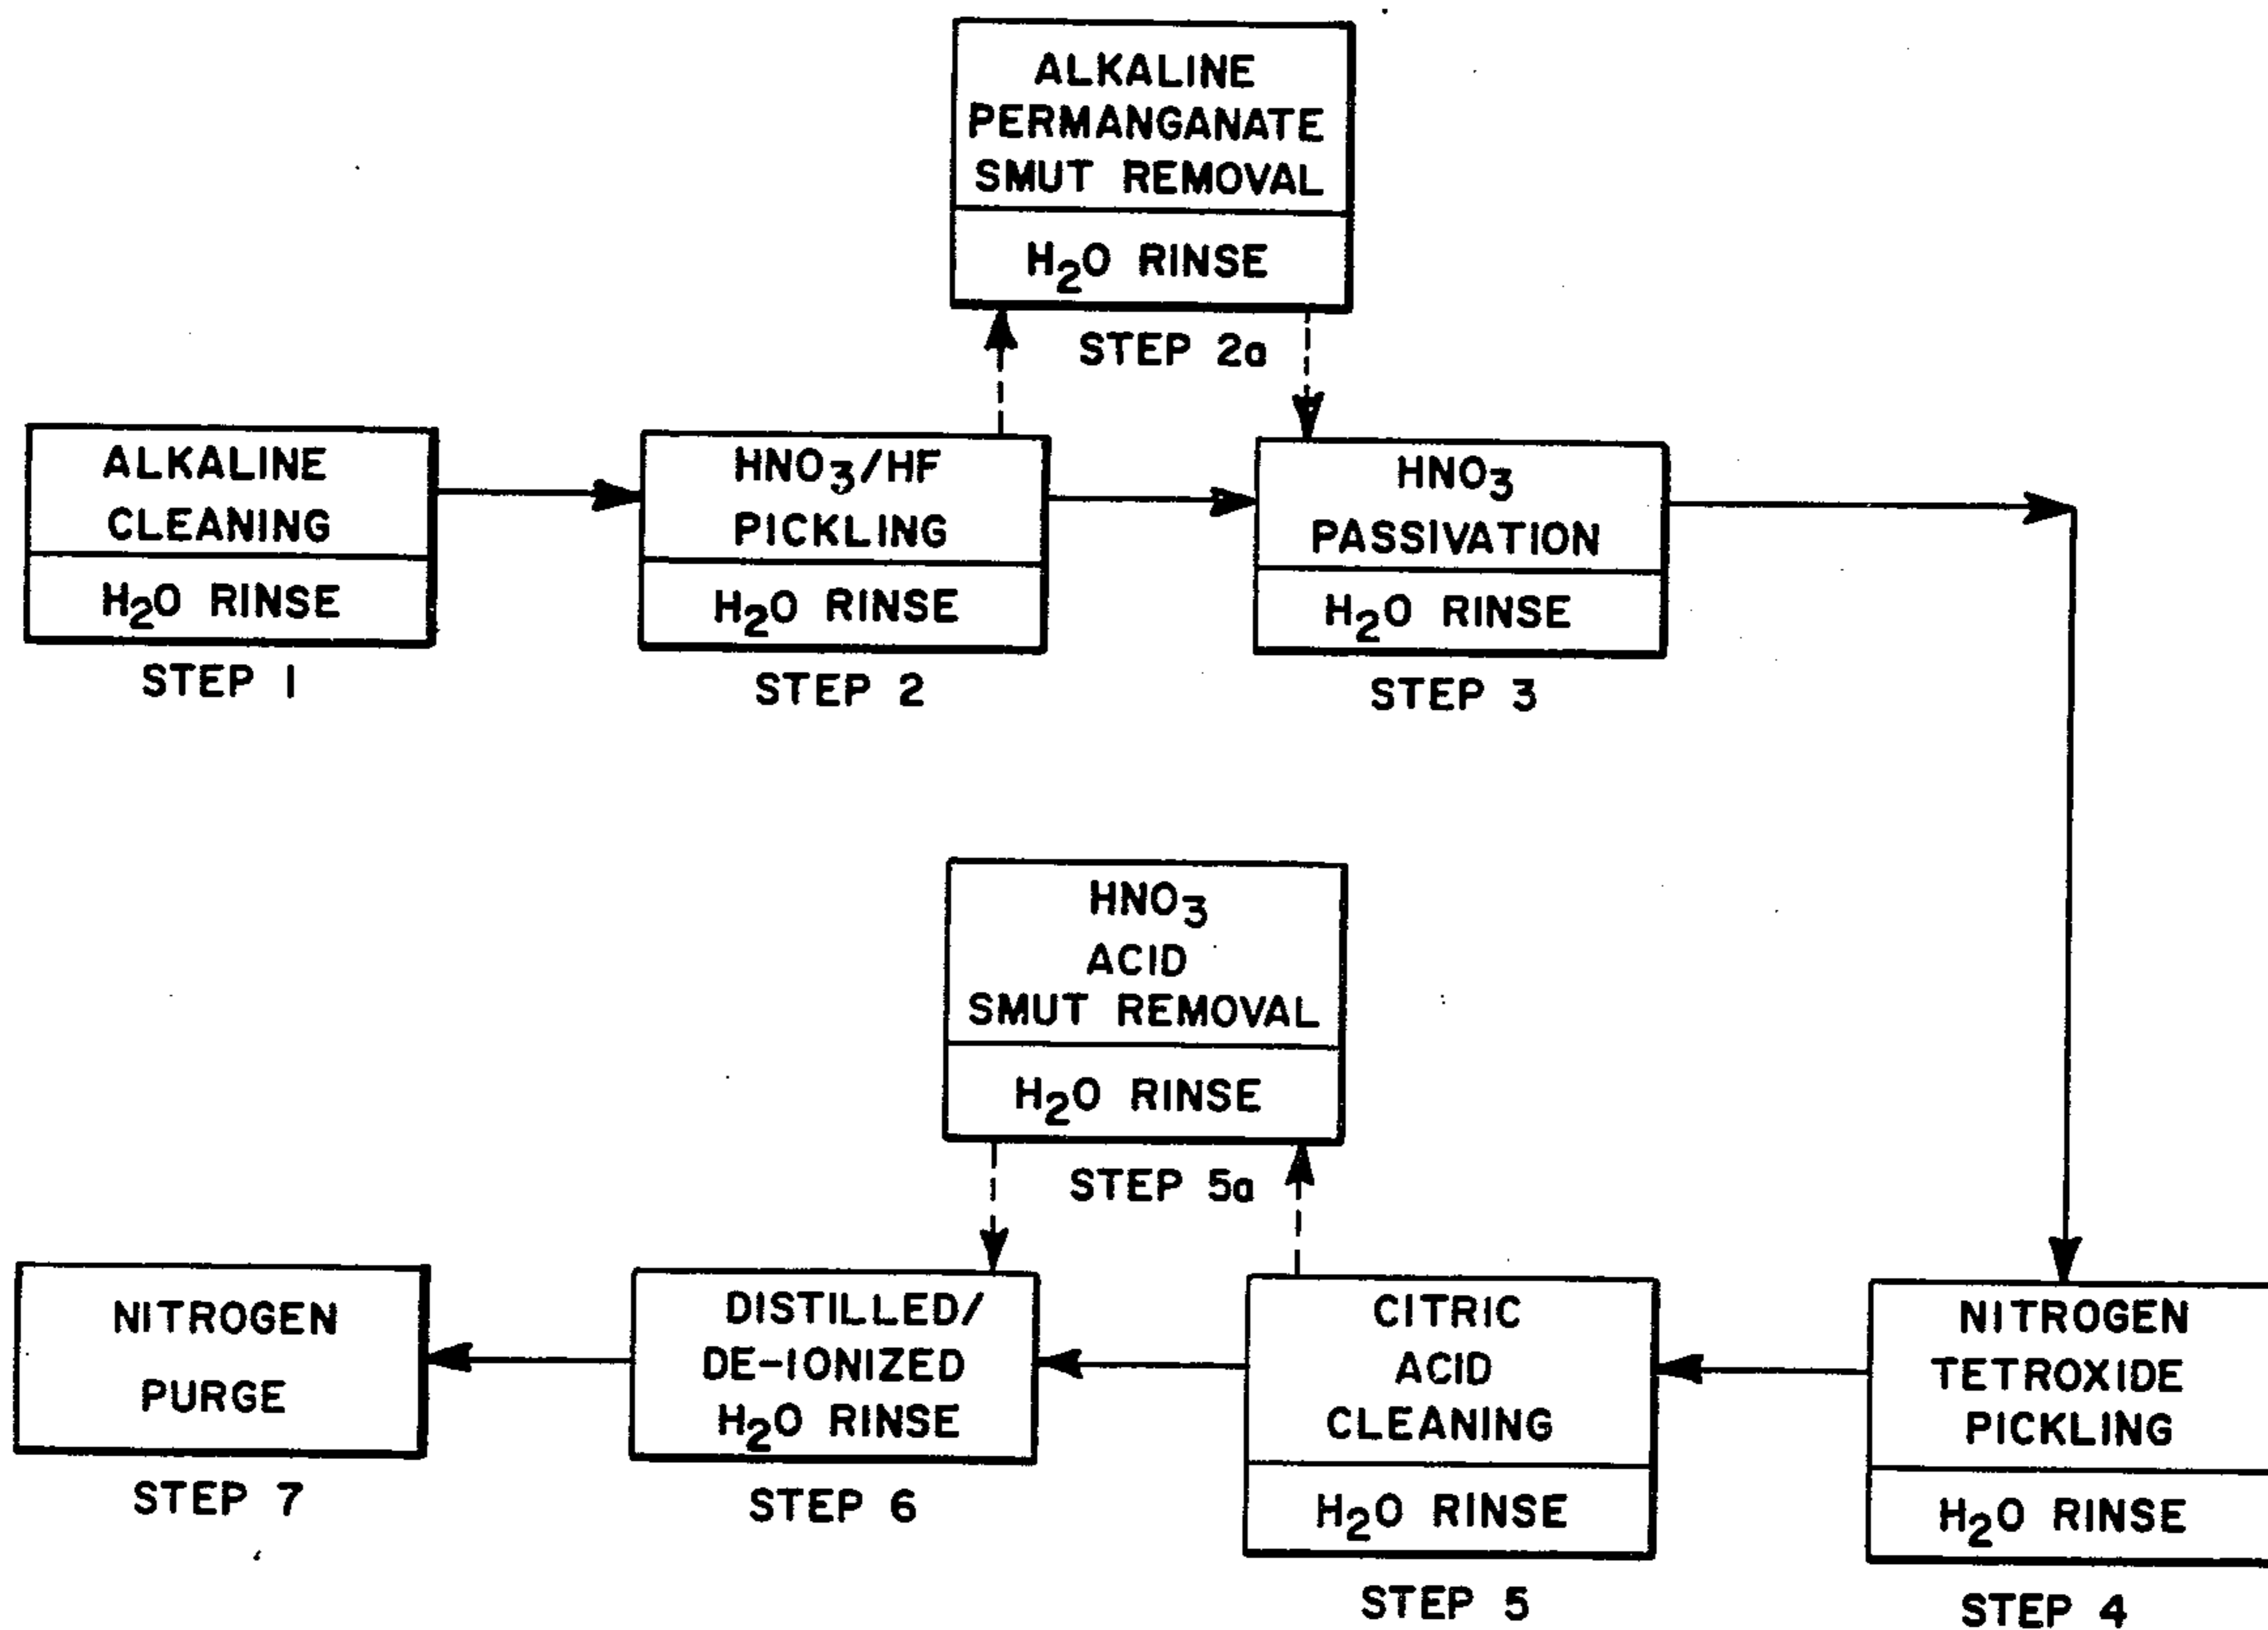 ALKALINE
PERMANGANATE
SMUT REMOVAL
H₂O RINSE
STEP 2a
ALKALINE
CLEANING
H₂O RINSE
STEP 1
HNO₃/HF
PICKLING
H₂O RINSE
STEP 2
HNO₃
PASSIVATION
H₂O RINSE
STEP 3
HNO₃
ACID
SMUT REMOVAL
H₂O RINSE
STEP 5a
NITROGEN
PURGE
STEP 7
DISTILLED/
DE-IONIZED
H₂O RINSE
STEP 6
CITRIC
ACID
CLEANING
H₂O RINSE
STEP 5
NITROGEN
TETROXIDE
PICKLING
H₂O RINSE
STEP 4